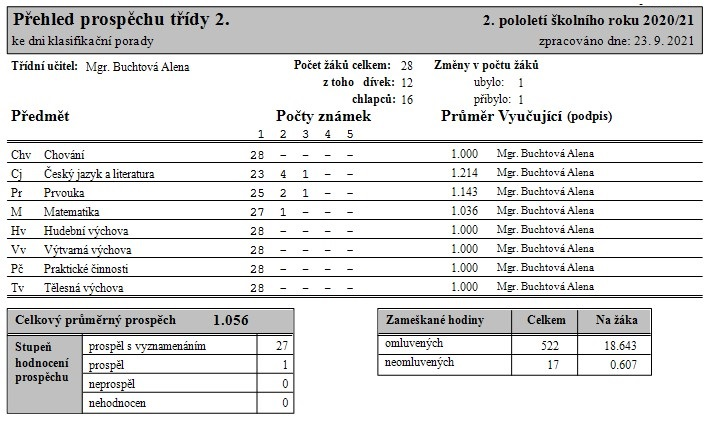 Přehled prospěchu třídy 2. 2. pololetí školního roku 2020/21
ke dni klasifikační porady zpracováno dne: 23. 9. 2021
Třídní učitel: Mgr. Buchtová Alena Počet žáků celkem: 28 Změny v počtu žáků
z toho dívek: 12 ubylo: 1
chlapců: 16 přibylo: 1
Předmět Počty známek Průměr Vyučující (podpis)
1 2 3 4 5
Chv Chování 28 – – – – 1.000 Mgr. Buchtová Alena
Cj Český jazyk a literatura 23 4 1 – – 1.214 Mgr. Buchtová Alena
Pr Prvouka 25 2 1 – – 1.143 Mgr. Buchtová Alena
M Matematika 27 1 – – – 1.036 Mgr. Buchtová Alena
Hv Hudební výchova 28 – – – – 1.000 Mgr. Buchtová Alena
Vv Výtvarná výchova 28 – – – – 1.000 Mgr. Buchtová Alena
Pč Praktické činnosti 28 – – – – 1.000 Mgr. Buchtová Alena
Tv Tělesná výchova 28 – – – – 1.000 Mgr. Buchtová Alena
Celkový průměrný prospěch 1.056
Stupeň hodnocení prospěchu
prospěl s vyznamenáním 27
prospěl 1
neprospěl 0
nehodnocen 0
Zameškané hodiny Celkem Na žáka
omluvených 522 18.643
neomluvených 17 0.607